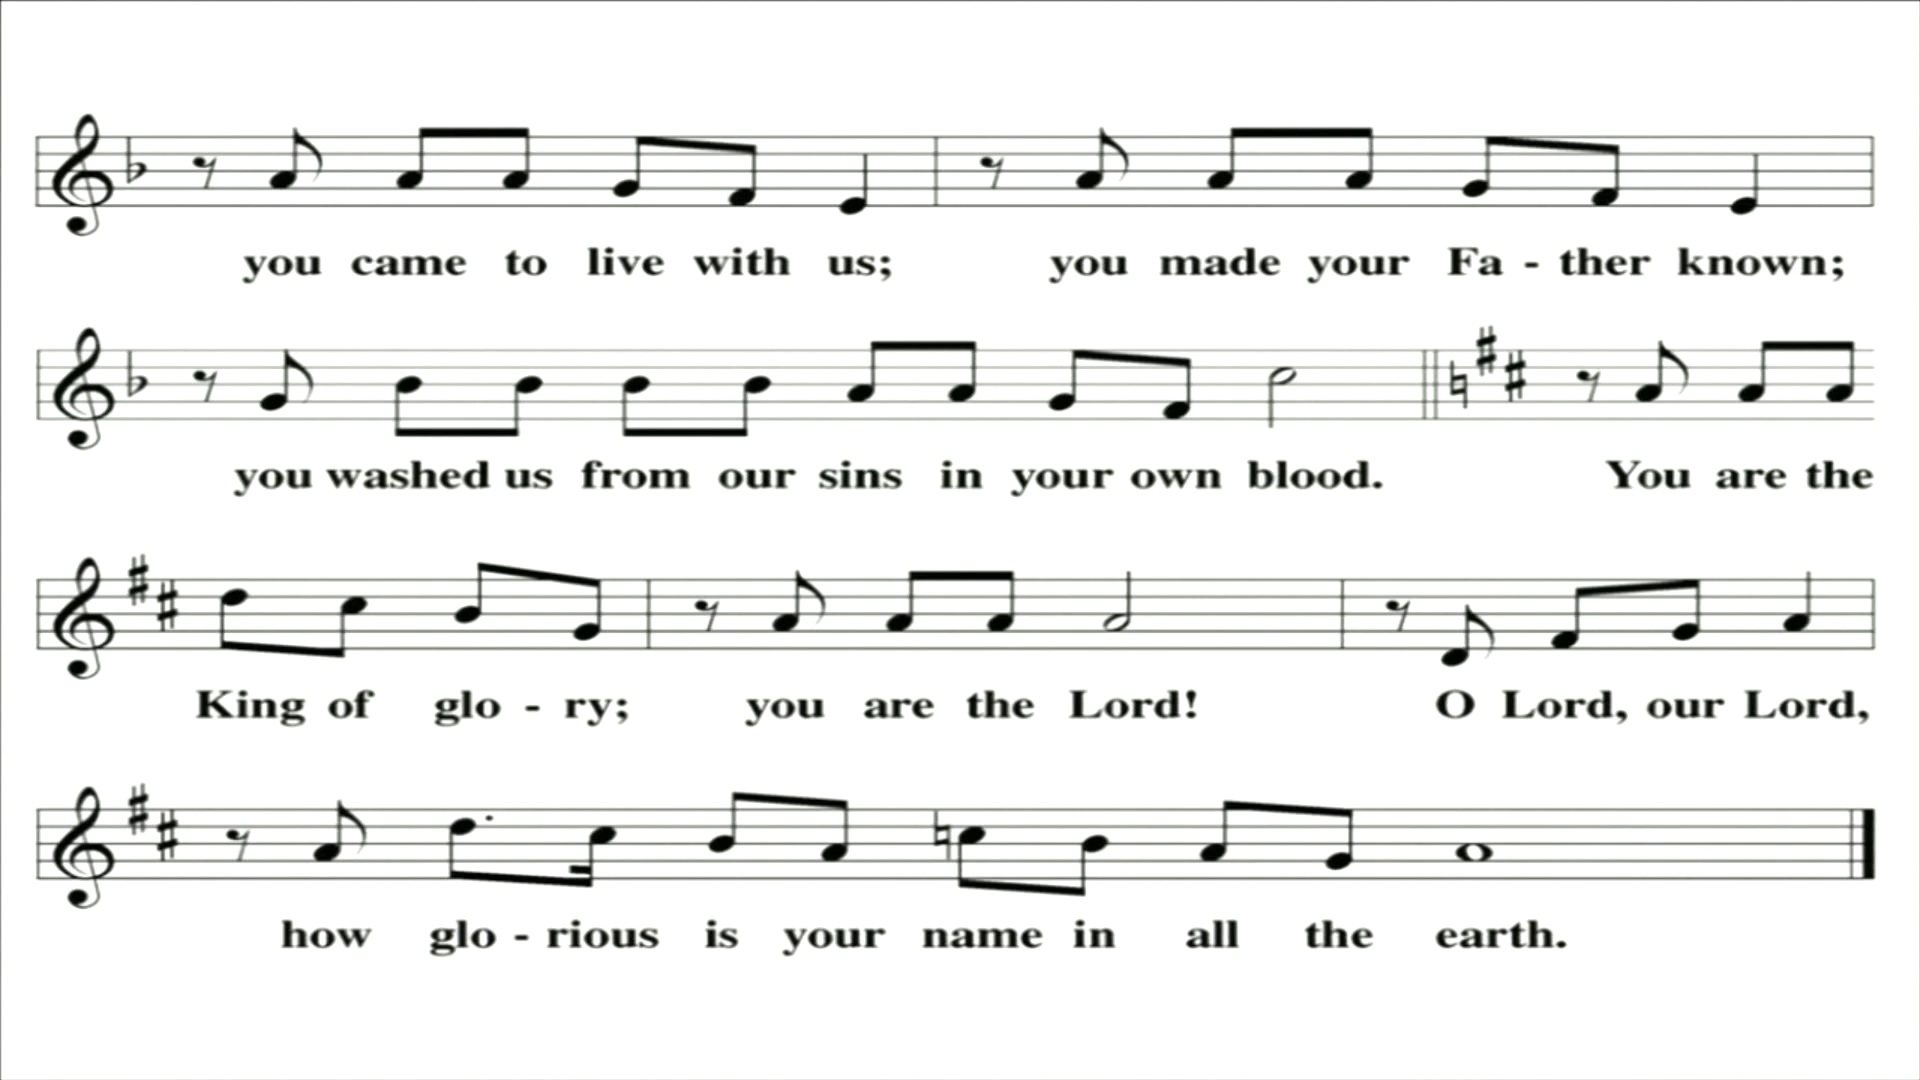 you came to live with us; you made your Fa - ther known;
you washed us from our sins in your own blood. You are the
King of glo - ry; you are the Lord! O Lord, our Lord,
how glo - rious is your name in all the earth.